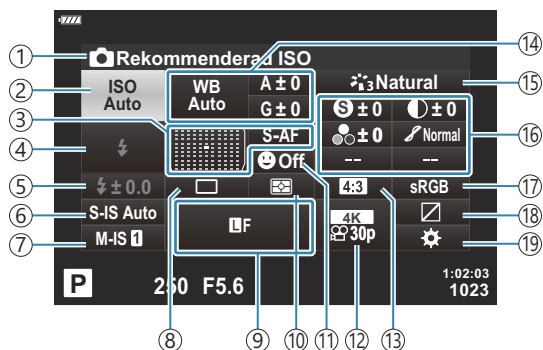 ① Rekommenderad ISO
② ISO Auto
WB Auto
A±0
G±0
⑭
i3 Natural ⑮
③ S-AF
S±0 ±0
±0 Normal ⑯
-- --
④
Off ⑪
⑤ ±0.0
4:3
sRGB ⑰
⑥ S-IS Auto
⑱
⑦ M-IS 1
LF
4K
30p
⑲
P 250 F5.6
1:02:03
1023
⑧ ⑨ ⑩ ⑫ ⑬